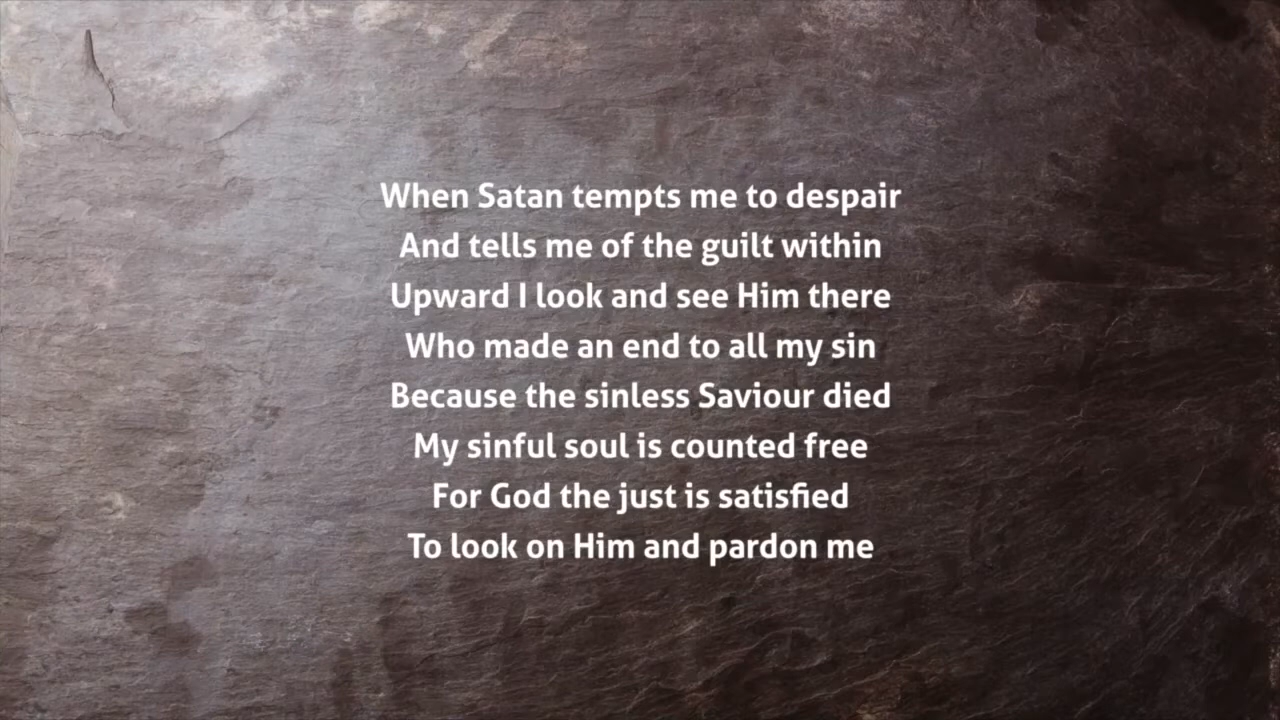 When Satan tempts me to despair
And tells me of the guilt within
Upward I look and see Him there
Who made an end to all my sin
Because the sinless Saviour died
My sinful soul is counted free
For God the just is satisfied
To look on Him and pardon me